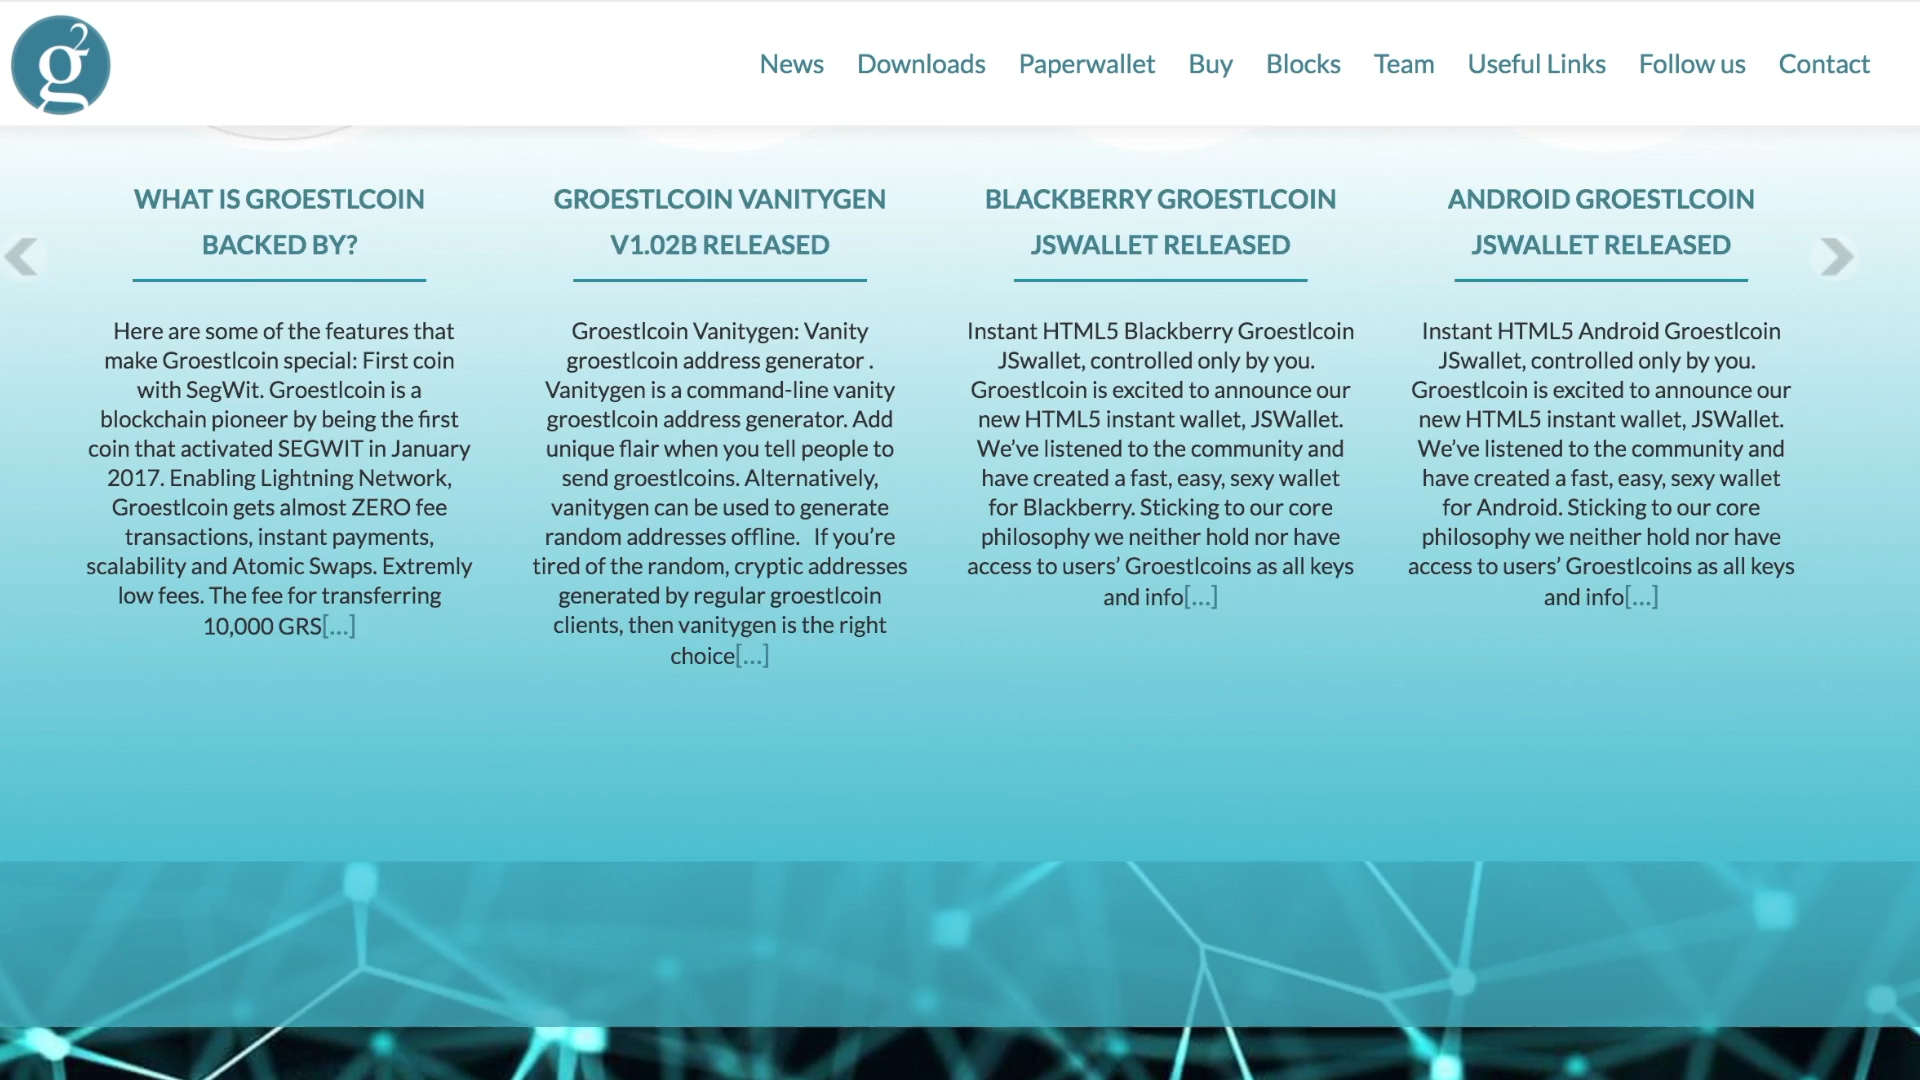 g2
News Downloads Paperwallet Buy Blocks Team Useful Links Follow us Contact
WHAT IS GROESTLCOIN
BACKED BY?
Here are some of the features that
make Groestlcoin special: First coin
with SegWit. Groestlcoin is a
blockchain pioneer by being the first
coin that activated SEGWIT in January
2017. Enabling Lightning Network,
Groestlcoin gets almost ZERO fee
transactions, instant payments,
scalability and Atomic Swaps. Extremly
low fees. The fee for transferring
10,000 GRS[...]
GROESTLCOIN VANITYGEN
V1.02B RELEASED
Groestlcoin Vanitygen: Vanity
groestlcoin address generator .
Vanitygen is a command-line vanity
groestlcoin address generator. Add
unique flair when you tell people to
send groestlcoins. Alternatively,
vanitygen can be used to generate
random addresses offline.   If you’re
tired of the random, cryptic addresses
generated by regular groestlcoin
clients, then vanitygen is the right
choice[...]
BLACKBERRY GROESTLCOIN
JSWALLET RELEASED
Instant HTML5 Blackberry Groestlcoin
JSwallet, controlled only by you.
Groestlcoin is excited to announce our
new HTML5 instant wallet, JSWallet.
We’ve listened to the community and
have created a fast, easy, sexy wallet
for Blackberry. Sticking to our core
philosophy we neither hold nor have
access to users’ Groestlcoins as all keys
and info[...]
ANDROID GROESTLCOIN
JSWALLET RELEASED
Instant HTML5 Android Groestlcoin
JSwallet, controlled only by you.
Groestlcoin is excited to announce our
new HTML5 instant wallet, JSWallet.
We’ve listened to the community and
have created a fast, easy, sexy wallet
for Android. Sticking to our core
philosophy we neither hold nor have
access to users’ Groestlcoins as all keys
and info[...]